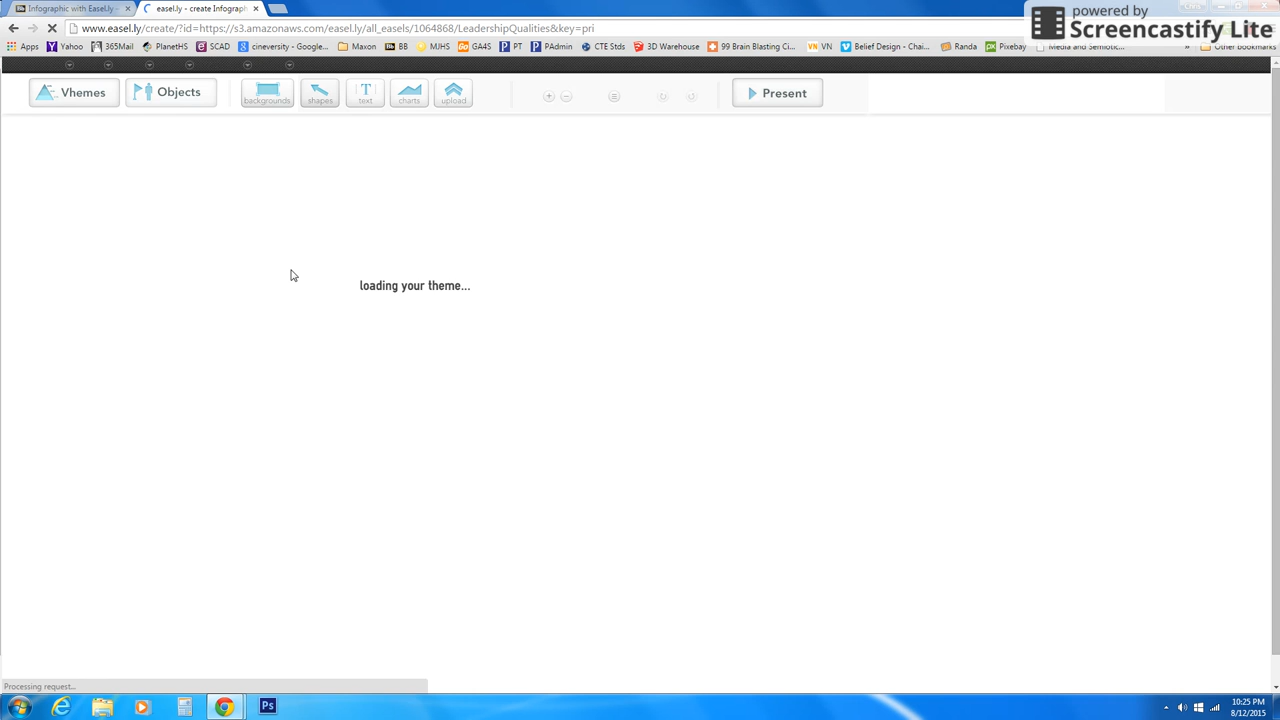 Infographic with Easel.ly
easel.ly - create Infograph
Chris
powered by
Screencastify Lite
www.easel.ly/create/?id=https://s3.amazonaws.com/easel.ly/all_easels/1064868/LeadershipQualities&key=pri
Apps Yahoo 365Mail PlanetHS SCAD cineversity - Google... Maxon BB MJHS GA4S PT Padmin CTE Stds 3D Warehouse 99 Brain Blasting Ci... VN Belief Design - Chai... Randa Pixebay Media and Semiotic... » Other bookmarks
Vhemes Objects backgrounds shapes text charts upload Present
loading your theme...
Processing request...
Ps
10:25 PM
8/12/2015